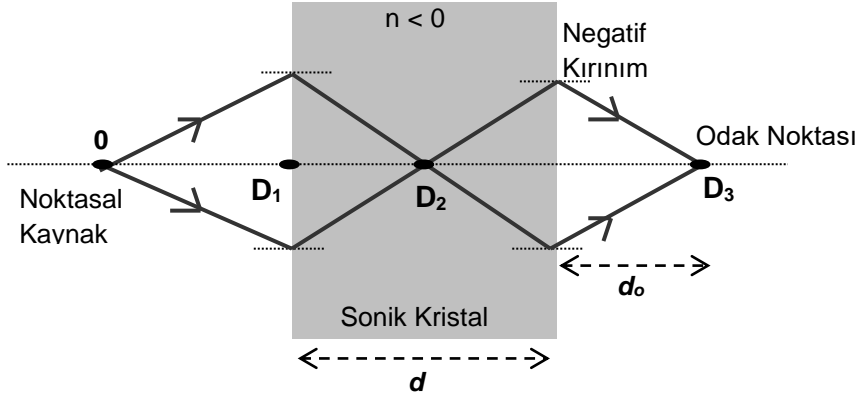 n < 0
Negatif
Kırınım
0
Odak Noktası
D₁
D₂
D₃
Noktasal
Kaynak
dₒ
Sonik Kristal
d